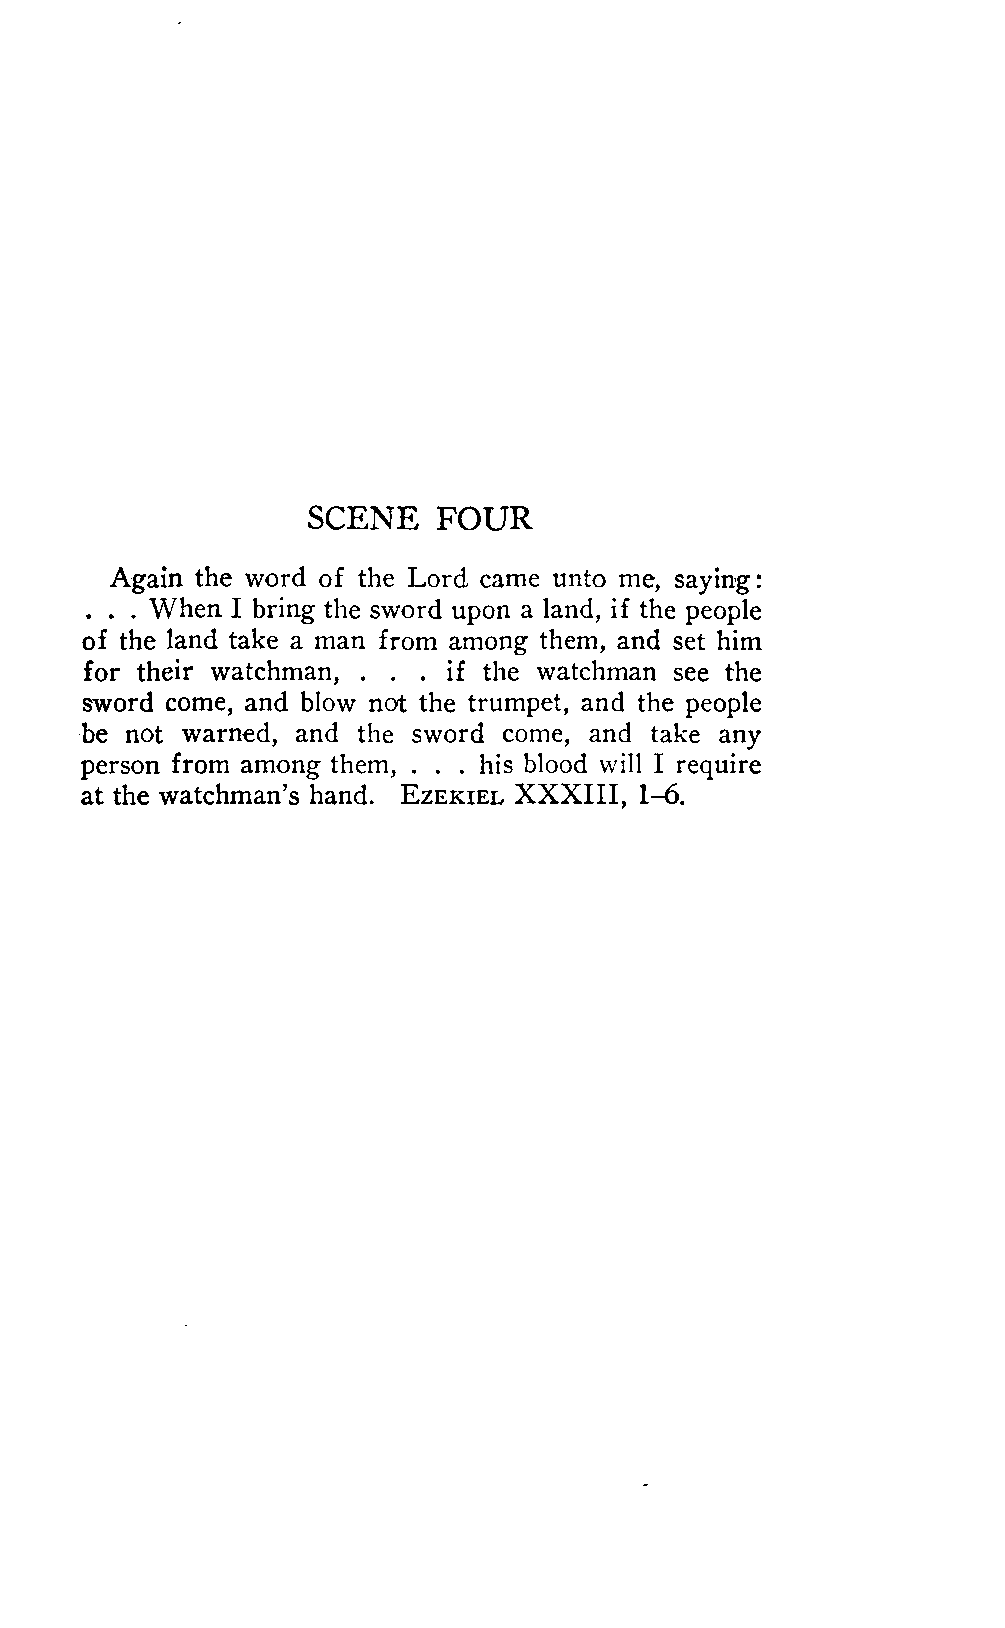 SCENE FOUR
Again the word of the Lord came unto me, saying:
. . . When I bring the sword upon a land, if the people
of the land take a man from among them, and set him
for their watchman, . . . if the watchman see the
sword come, and blow not the trumpet, and the people
be not warned, and the sword come, and take any
person from among them, . . . his blood will I require
at the watchman's hand. EZEKIEL XXXIII, 1–6.